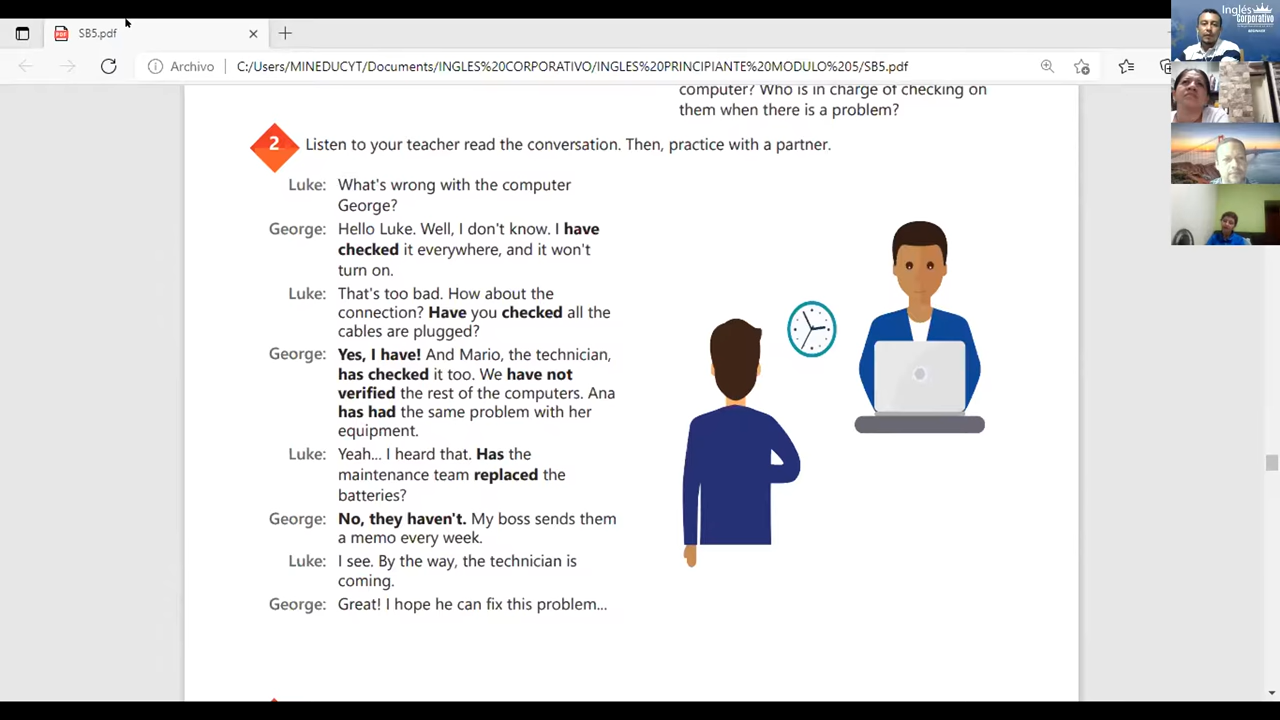 SB5.pdf
Archivo
C:/Users/MINEDUCYT/Documents/INGLES%20CORPORATIVO/INGLES%20PRINCIPIANTE%20MODULO%205/SB5.pdf
Inglés
Corporativo
computer? Who is in charge of checking on
them when there is a problem?
2 Listen to your teacher read the conversation. Then, practice with a partner.
Luke: What's wrong with the computer
George?
George: Hello Luke. Well, I don't know. I have
checked it everywhere, and it won't
turn on.
Luke: That's too bad. How about the
connection? Have you checked all the
cables are plugged?
George: Yes, I have! And Mario, the technician,
has checked it too. We have not
verified the rest of the computers. Ana
has had the same problem with her
equipment.
Luke: Yeah... I heard that. Has the
maintenance team replaced the
batteries?
George: No, they haven't. My boss sends them
a memo every week.
Luke: I see. By the way, the technician is
coming.
George: Great! I hope he can fix this problem...